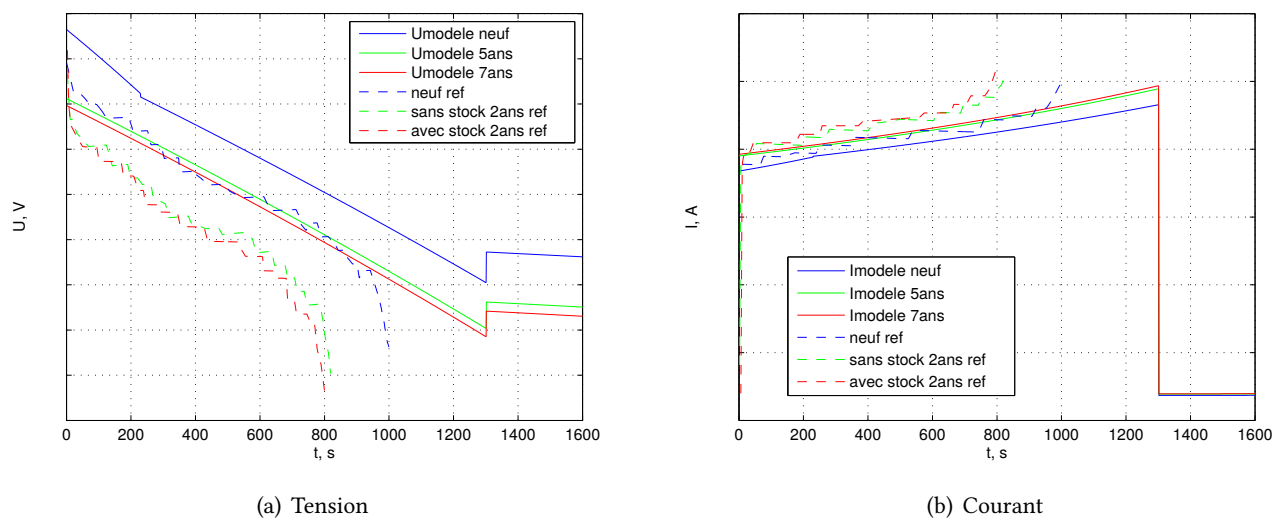 Umodele neuf
Umodele 5ans
Umodele 7ans
neuf ref
sans stock 2ans ref
avec stock 2ans ref
U, V
0 200 400 600 800 1000 1200 1400 1600
t, s
(a) Tension
Imodele neuf
Imodele 5ans
Imodele 7ans
neuf ref
sans stock 2ans ref
avec stock 2ans ref
I, A
0 200 400 600 800 1000 1200 1400 1600
t, s
(b) Courant